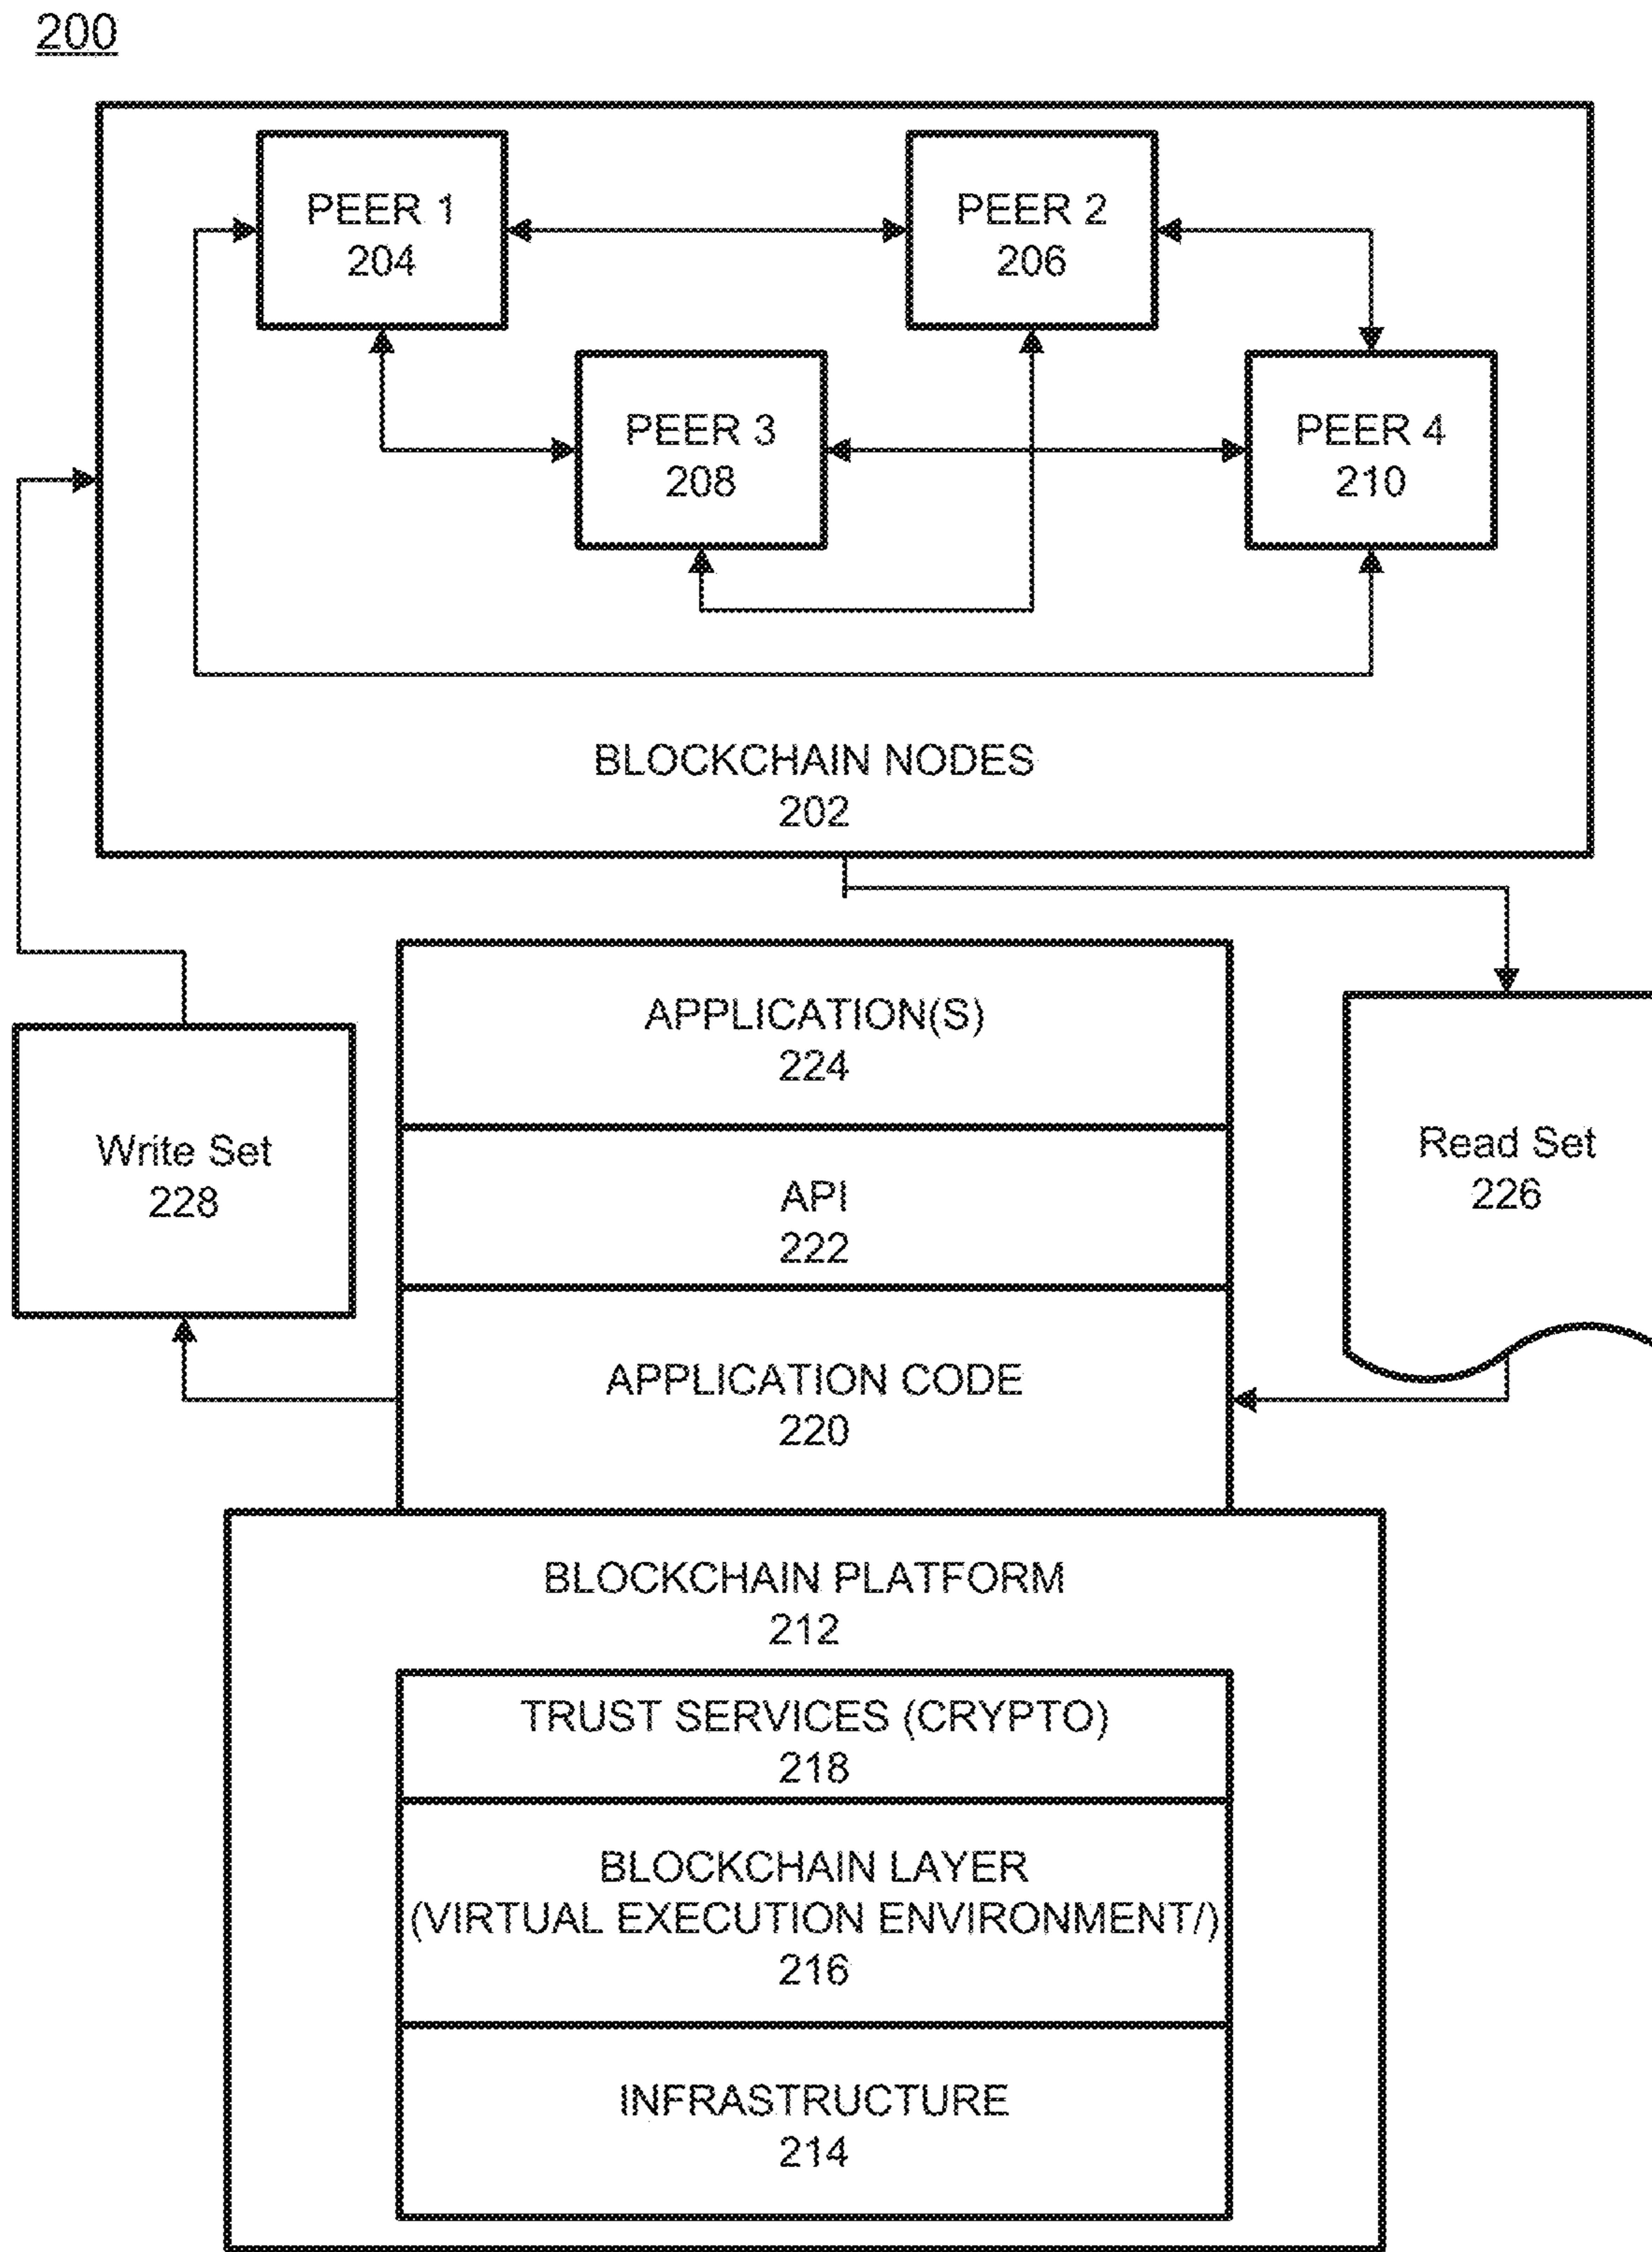 200
PEER 1
204
PEER 2
206
PEER 3
208
PEER 4
210
BLOCKCHAIN NODES
202
APPLICATION(S)
224
Write Set
228
API
222
Read Set
226
APPLICATION CODE
220
BLOCKCHAIN PLATFORM
212
TRUST SERVICES (CRYPTO)
218
BLOCKCHAIN LAYER
(VIRTUAL EXECUTION ENVIRONMENT/)
216
INFRASTRUCTURE
214